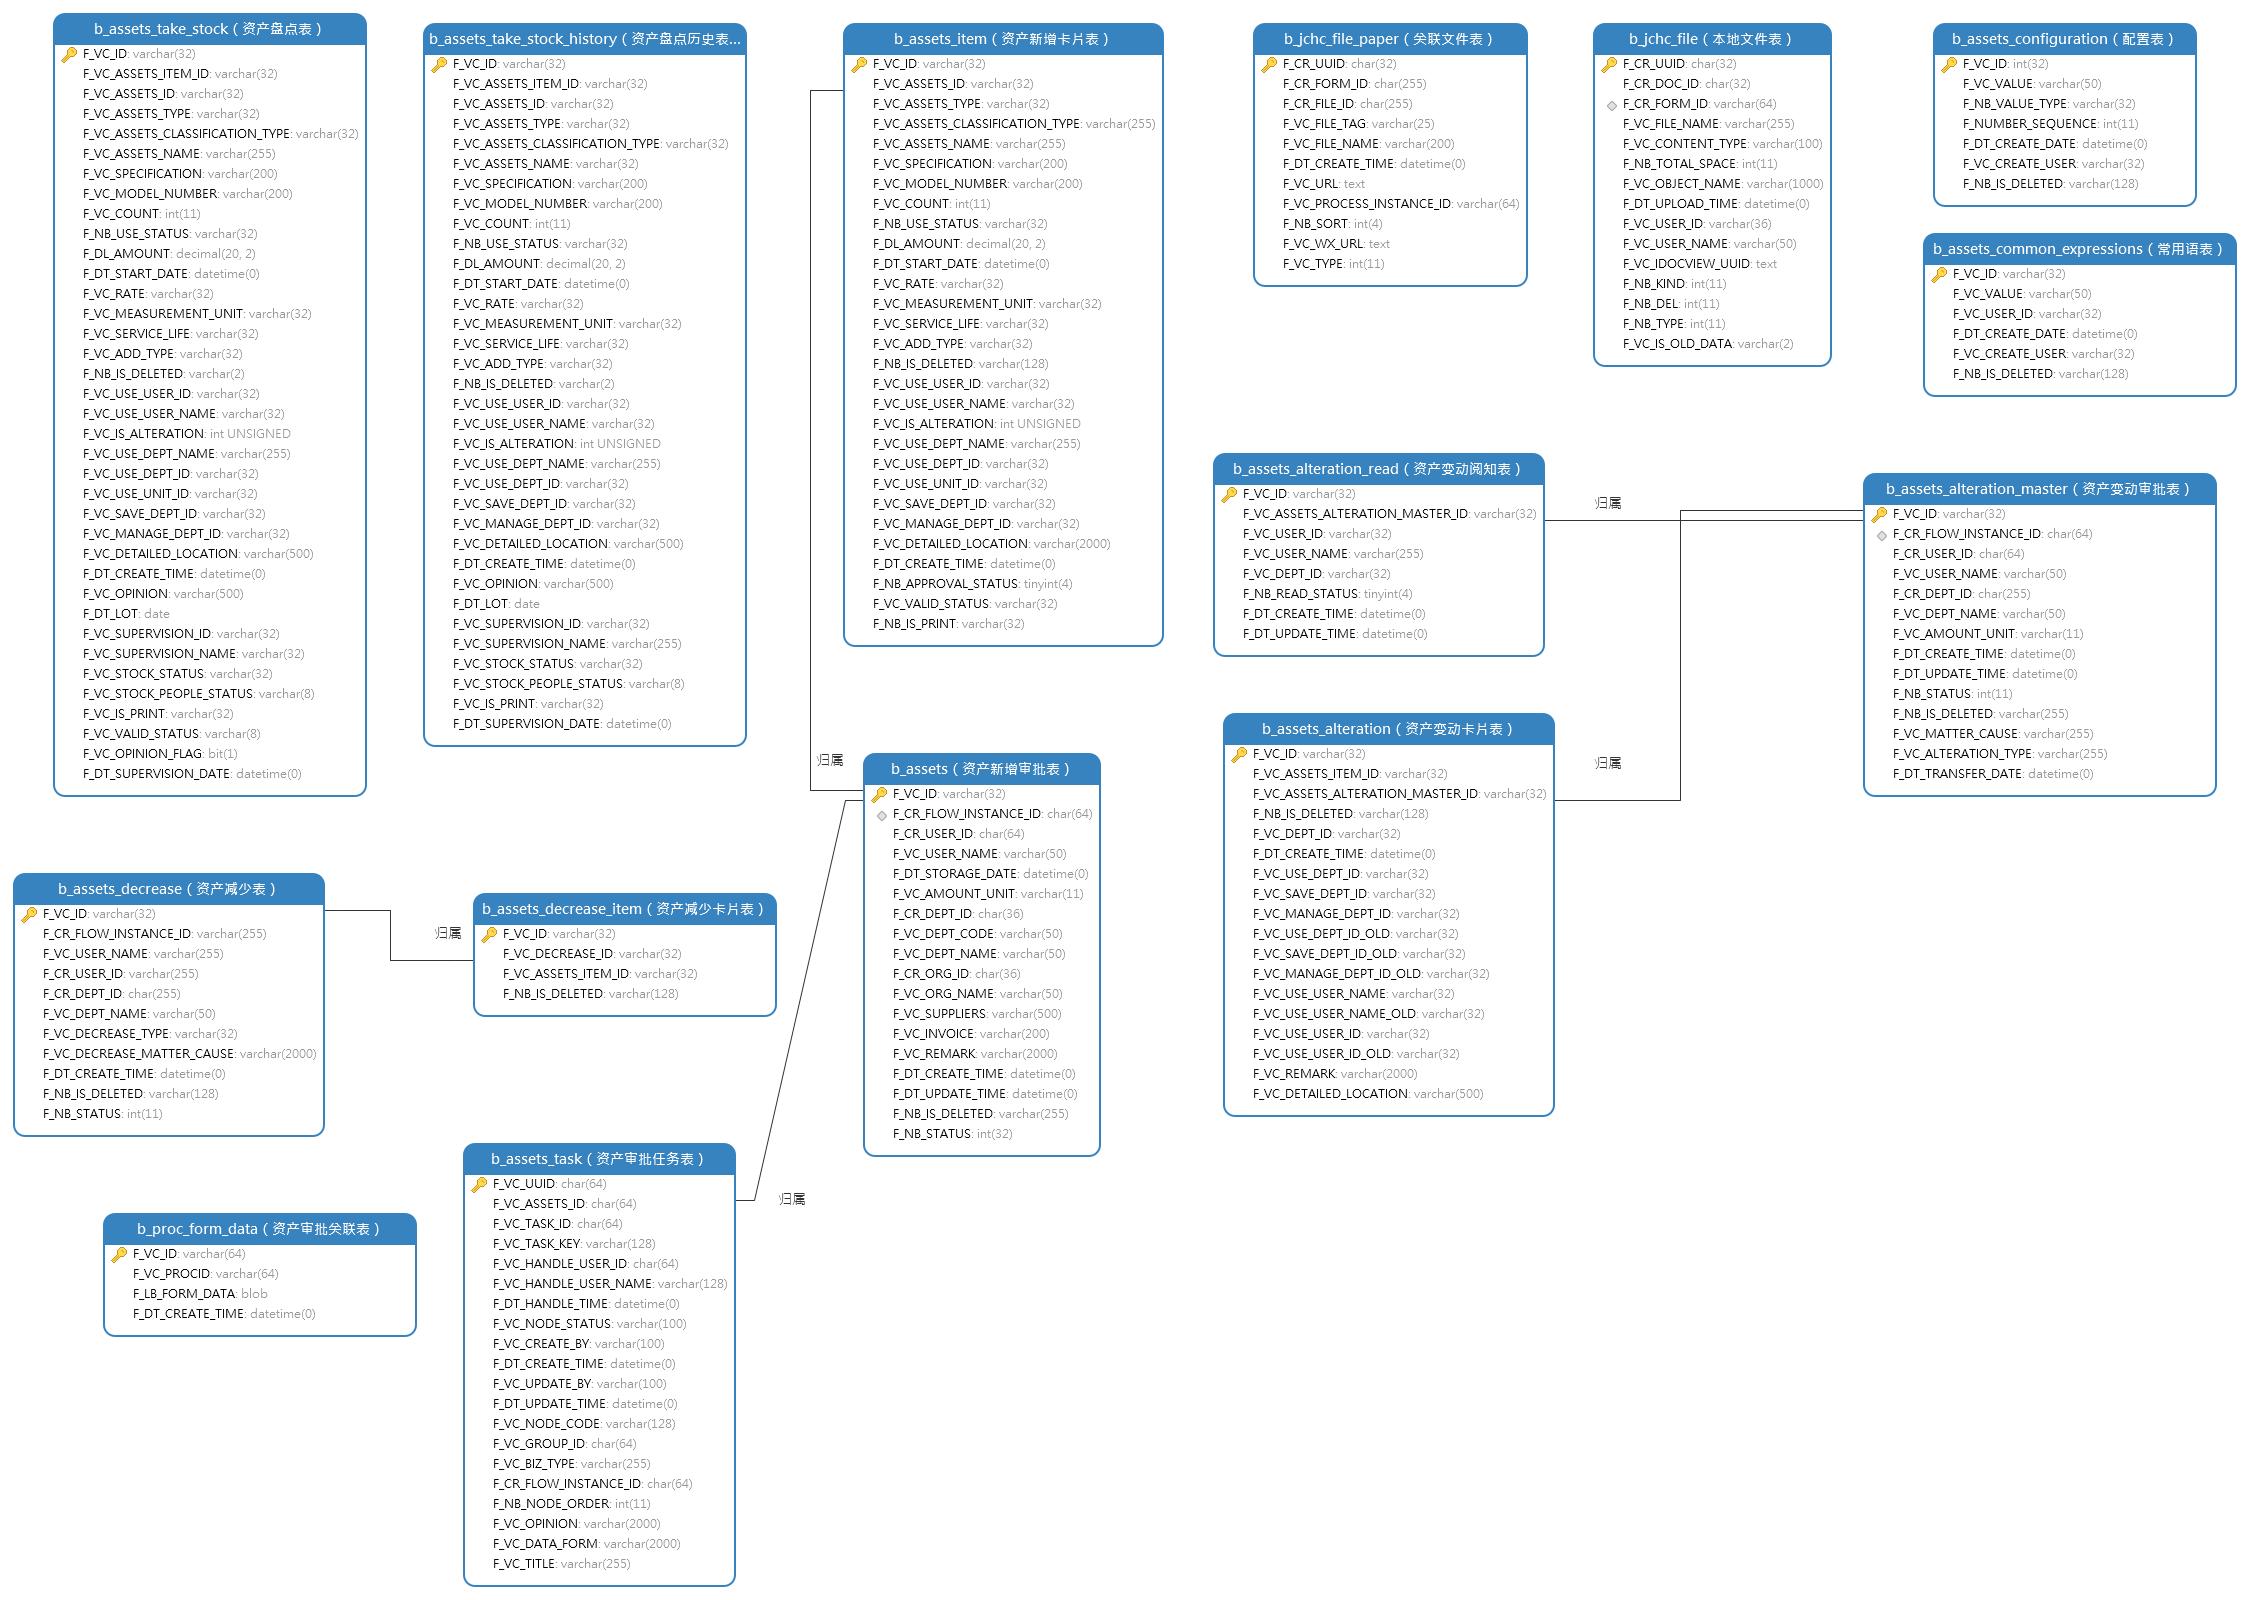 b_assets_take_stock（资产盘点表）
F_VC_ID: varchar(32)
F_VC_ASSETS_ITEM_ID: varchar(32)
F_VC_ASSETS_ID: varchar(32)
F_VC_ASSETS_TYPE: varchar(32)
F_VC_ASSETS_CLASSIFICATION_TYPE: varchar(32)
F_VC_ASSETS_NAME: varchar(255)
F_VC_SPECIFICATION: varchar(200)
F_VC_MODEL_NUMBER: varchar(200)
F_VC_COUNT: int(11)
F_NB_USE_STATUS: varchar(32)
F_DL_AMOUNT: decimal(20, 2)
F_DT_START_DATE: datetime(0)
F_VC_RATE: varchar(32)
F_VC_MEASUREMENT_UNIT: varchar(32)
F_VC_SERVICE_LIFE: varchar(32)
F_VC_ADD_TYPE: varchar(32)
F_NB_IS_DELETED: varchar(2)
F_VC_USE_USER_ID: varchar(32)
F_VC_USE_USER_NAME: varchar(32)
F_VC_IS_ALTERATION: int UNSIGNED
F_VC_USE_DEPT_NAME: varchar(255)
F_VC_USE_DEPT_ID: varchar(32)
F_VC_USE_UNIT_ID: varchar(32)
F_VC_SAVE_DEPT_ID: varchar(32)
F_VC_MANAGE_DEPT_ID: varchar(32)
F_VC_DETAILED_LOCATION: varchar(500)
F_DT_CREATE_TIME: datetime(0)
F_VC_OPINION: varchar(500)
F_DT_LOT: date
F_VC_SUPERVISION_ID: varchar(32)
F_VC_SUPERVISION_NAME: varchar(32)
F_VC_STOCK_STATUS: varchar(32)
F_VC_STOCK_PEOPLE_STATUS: varchar(8)
F_VC_IS_PRINT: varchar(32)
F_VC_VALID_STATUS: varchar(8)
F_VC_OPINION_FLAG: bit(1)
F_DT_SUPERVISION_DATE: datetime(0)
b_assets_take_stock_history（资产盘点历史表...
F_VC_ID: varchar(32)
F_VC_ASSETS_ITEM_ID: varchar(32)
F_VC_ASSETS_ID: varchar(32)
F_VC_ASSETS_TYPE: varchar(32)
F_VC_ASSETS_CLASSIFICATION_TYPE: varchar(32)
F_VC_ASSETS_NAME: varchar(32)
F_VC_SPECIFICATION: varchar(200)
F_VC_MODEL_NUMBER: varchar(200)
F_VC_COUNT: int(11)
F_NB_USE_STATUS: varchar(32)
F_DL_AMOUNT: decimal(20, 2)
F_DT_START_DATE: datetime(0)
F_VC_RATE: varchar(32)
F_VC_MEASUREMENT_UNIT: varchar(32)
F_VC_SERVICE_LIFE: varchar(32)
F_VC_ADD_TYPE: varchar(32)
F_NB_IS_DELETED: varchar(2)
F_VC_USE_USER_ID: varchar(32)
F_VC_USE_USER_NAME: varchar(32)
F_VC_IS_ALTERATION: int UNSIGNED
F_VC_USE_DEPT_NAME: varchar(255)
F_VC_USE_DEPT_ID: varchar(32)
F_VC_SAVE_DEPT_ID: varchar(32)
F_VC_MANAGE_DEPT_ID: varchar(32)
F_VC_DETAILED_LOCATION: varchar(500)
F_DT_CREATE_TIME: datetime(0)
F_VC_OPINION: varchar(500)
F_DT_LOT: date
F_VC_SUPERVISION_ID: varchar(32)
F_VC_SUPERVISION_NAME: varchar(255)
F_VC_STOCK_STATUS: varchar(32)
F_VC_STOCK_PEOPLE_STATUS: varchar(8)
F_VC_IS_PRINT: varchar(32)
F_DT_SUPERVISION_DATE: datetime(0)
b_assets_item（资产新增卡片表）
F_VC_ID: varchar(32)
F_VC_ASSETS_ID: varchar(32)
F_VC_ASSETS_TYPE: varchar(32)
F_VC_ASSETS_CLASSIFICATION_TYPE: varchar(255)
F_VC_ASSETS_NAME: varchar(255)
F_VC_SPECIFICATION: varchar(200)
F_VC_MODEL_NUMBER: varchar(200)
F_VC_COUNT: int(11)
F_NB_USE_STATUS: varchar(32)
F_DL_AMOUNT: decimal(20, 2)
F_DT_START_DATE: datetime(0)
F_VC_RATE: varchar(32)
F_VC_MEASUREMENT_UNIT: varchar(32)
F_VC_SERVICE_LIFE: varchar(32)
F_VC_ADD_TYPE: varchar(32)
F_NB_IS_DELETED: varchar(128)
F_VC_USE_USER_ID: varchar(32)
F_VC_USE_USER_NAME: varchar(32)
F_VC_IS_ALTERATION: int UNSIGNED
F_VC_USE_DEPT_NAME: varchar(255)
F_VC_USE_DEPT_ID: varchar(32)
F_VC_USE_UNIT_ID: varchar(32)
F_VC_SAVE_DEPT_ID: varchar(32)
F_VC_MANAGE_DEPT_ID: varchar(32)
F_VC_DETAILED_LOCATION: varchar(2000)
F_DT_CREATE_TIME: datetime(0)
F_NB_APPROVAL_STATUS: tinyint(4)
F_VC_VALID_STATUS: varchar(32)
F_NB_IS_PRINT: varchar(32)
b_jchc_file_paper（关联文件表）
F_CR_UUID: char(32)
F_CR_FORM_ID: char(255)
F_CR_FILE_ID: char(255)
F_VC_FILE_TAG: varchar(25)
F_VC_FILE_NAME: varchar(200)
F_DT_CREATE_TIME: datetime(0)
F_VC_URL: text
F_VC_PROCESS_INSTANCE_ID: varchar(64)
F_NB_SORT: int(4)
F_VC_WX_URL: text
F_VC_TYPE: int(11)
b_jchc_file（本地文件表）
F_CR_UUID: char(32)
F_CR_DOC_ID: char(32)
F_CR_FORM_ID: varchar(64)
F_VC_FILE_NAME: varchar(255)
F_VC_CONTENT_TYPE: varchar(100)
F_NB_TOTAL_SPACE: int(11)
F_VC_OBJECT_NAME: varchar(1000)
F_DT_UPLOAD_TIME: datetime(0)
F_VC_USER_ID: varchar(36)
F_VC_USER_NAME: varchar(50)
F_VC_IDOCVIEW_UUID: text
F_NB_KIND: int(11)
F_NB_DEL: int(11)
F_NB_TYPE: int(11)
F_VC_IS_OLD_DATA: varchar(2)
b_assets_configuration（配置表）
F_VC_ID: int(32)
F_VC_VALUE: varchar(50)
F_NB_VALUE_TYPE: varchar(32)
F_NUMBER_SEQUENCE: int(11)
F_DT_CREATE_DATE: datetime(0)
F_VC_CREATE_USER: varchar(32)
F_NB_IS_DELETED: varchar(128)
b_assets_common_expressions（常用语表）
F_VC_ID: varchar(32)
F_VC_VALUE: varchar(50)
F_VC_USER_ID: varchar(32)
F_DT_CREATE_DATE: datetime(0)
F_VC_CREATE_USER: varchar(32)
F_NB_IS_DELETED: varchar(128)
b_assets_alteration_read（资产变动阅知表）
F_VC_ID: varchar(32)
F_VC_ASSETS_ALTERATION_MASTER_ID: varchar(32)
F_VC_USER_ID: varchar(32)
F_VC_USER_NAME: varchar(255)
F_VC_DEPT_ID: varchar(32)
F_NB_READ_STATUS: tinyint(4)
F_DT_CREATE_TIME: datetime(0)
F_DT_UPDATE_TIME: datetime(0)
归属
b_assets_alteration_master（资产变动审批表）
F_VC_ID: varchar(32)
F_CR_FLOW_INSTANCE_ID: char(64)
F_CR_USER_ID: char(64)
F_VC_USER_NAME: varchar(50)
F_CR_DEPT_ID: char(255)
F_VC_DEPT_NAME: varchar(50)
F_VC_AMOUNT_UNIT: varchar(11)
F_DT_CREATE_TIME: datetime(0)
F_DT_UPDATE_TIME: datetime(0)
F_NB_STATUS: int(11)
F_NB_IS_DELETED: varchar(255)
F_VC_MATTER_CAUSE: varchar(255)
F_VC_ALTERATION_TYPE: varchar(255)
F_DT_TRANSFER_DATE: datetime(0)
归属
b_assets（资产新增审批表）
F_VC_ID: varchar(32)
F_CR_FLOW_INSTANCE_ID: char(64)
F_CR_USER_ID: char(64)
F_VC_USER_NAME: varchar(50)
F_DT_STORAGE_DATE: datetime(0)
F_VC_AMOUNT_UNIT: varchar(11)
F_CR_DEPT_ID: char(36)
F_VC_DEPT_CODE: varchar(50)
F_VC_DEPT_NAME: varchar(50)
F_CR_ORG_ID: char(36)
F_VC_ORG_NAME: varchar(50)
F_VC_SUPPLIERS: varchar(500)
F_VC_INVOICE: varchar(200)
F_VC_REMARK: varchar(2000)
F_DT_CREATE_TIME: datetime(0)
F_DT_UPDATE_TIME: datetime(0)
F_NB_IS_DELETED: varchar(255)
F_NB_STATUS: int(32)
b_assets_alteration（资产变动卡片表）
F_VC_ID: varchar(32)
F_VC_ASSETS_ITEM_ID: varchar(32)
F_VC_ASSETS_ALTERATION_MASTER_ID: varchar(32)
F_NB_IS_DELETED: varchar(128)
F_VC_DEPT_ID: varchar(32)
F_DT_CREATE_TIME: datetime(0)
F_VC_USE_DEPT_ID: varchar(32)
F_VC_SAVE_DEPT_ID: varchar(32)
F_VC_MANAGE_DEPT_ID: varchar(32)
F_VC_USE_DEPT_ID_OLD: varchar(32)
F_VC_SAVE_DEPT_ID_OLD: varchar(32)
F_VC_MANAGE_DEPT_ID_OLD: varchar(32)
F_VC_USE_USER_NAME: varchar(32)
F_VC_USE_USER_NAME_OLD: varchar(32)
F_VC_USE_USER_ID: varchar(32)
F_VC_USE_USER_ID_OLD: varchar(32)
F_VC_REMARK: varchar(2000)
F_VC_DETAILED_LOCATION: varchar(500)
归属
b_assets_decrease（资产减少表）
F_VC_ID: varchar(32)
F_CR_FLOW_INSTANCE_ID: varchar(255)
F_VC_USER_NAME: varchar(255)
F_CR_USER_ID: varchar(255)
F_CR_DEPT_ID: char(255)
F_VC_DEPT_NAME: varchar(50)
F_VC_DECREASE_TYPE: varchar(32)
F_VC_DECREASE_MATTER_CAUSE: varchar(2000)
F_DT_CREATE_TIME: datetime(0)
F_NB_IS_DELETED: varchar(128)
F_NB_STATUS: int(11)
归属
b_assets_decrease_item（资产减少卡片表）
F_VC_ID: varchar(32)
F_VC_DECREASE_ID: varchar(32)
F_VC_ASSETS_ITEM_ID: varchar(32)
F_NB_IS_DELETED: varchar(128)
b_assets_task（资产审批任务表）
F_VC_UUID: char(64)
F_VC_ASSETS_ID: char(64)
F_VC_TASK_ID: char(64)
F_VC_TASK_KEY: varchar(128)
F_VC_HANDLE_USER_ID: char(64)
F_VC_HANDLE_USER_NAME: varchar(128)
F_DT_HANDLE_TIME: datetime(0)
F_VC_NODE_STATUS: varchar(100)
F_VC_CREATE_BY: varchar(100)
F_DT_CREATE_TIME: datetime(0)
F_VC_UPDATE_BY: varchar(100)
F_DT_UPDATE_TIME: datetime(0)
F_VC_NODE_CODE: varchar(128)
F_VC_GROUP_ID: char(64)
F_VC_BIZ_TYPE: varchar(255)
F_CR_FLOW_INSTANCE_ID: char(64)
F_NB_NODE_ORDER: int(11)
F_VC_OPINION: varchar(2000)
F_VC_DATA_FORM: varchar(2000)
F_VC_TITLE: varchar(255)
归属
b_proc_form_data（资产审批关联表）
F_VC_ID: varchar(64)
F_VC_PROCID: varchar(64)
F_LB_FORM_DATA: blob
F_DT_CREATE_TIME: datetime(0)